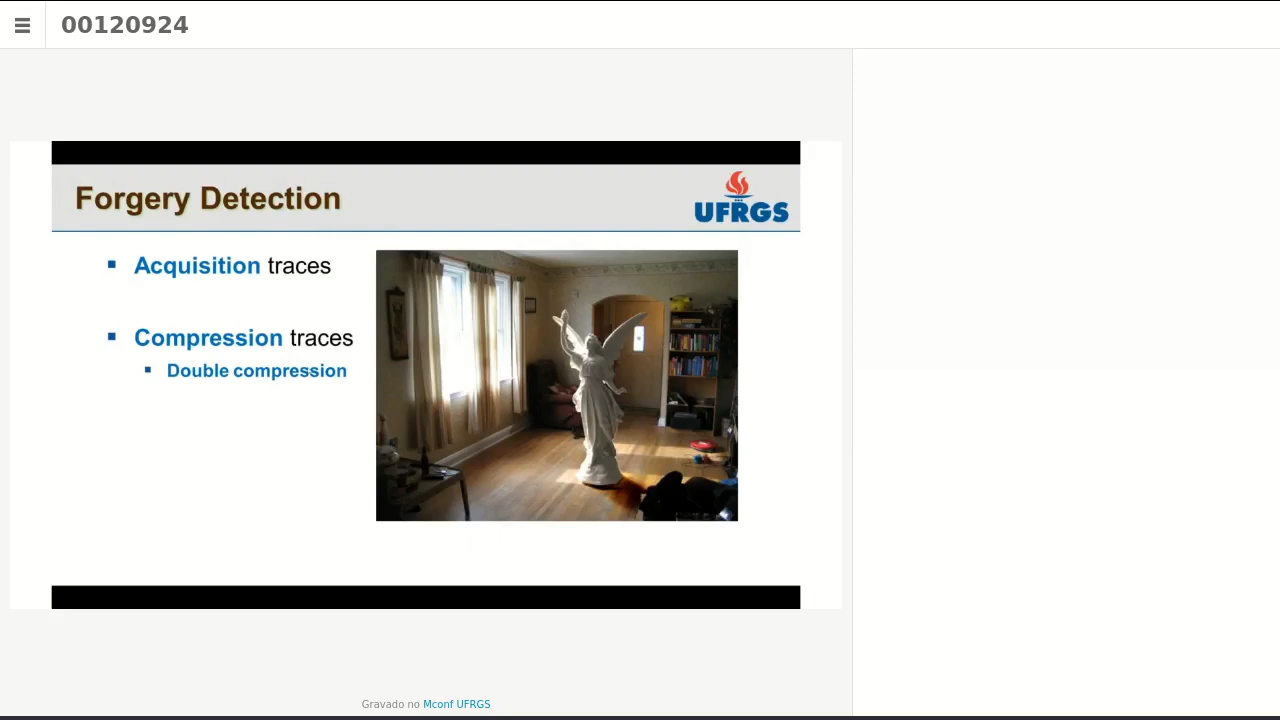 00120924
Forgery Detection
UFRGS
Acquisition traces
Compression traces
Double compression
Gravado no Mconf UFRGS